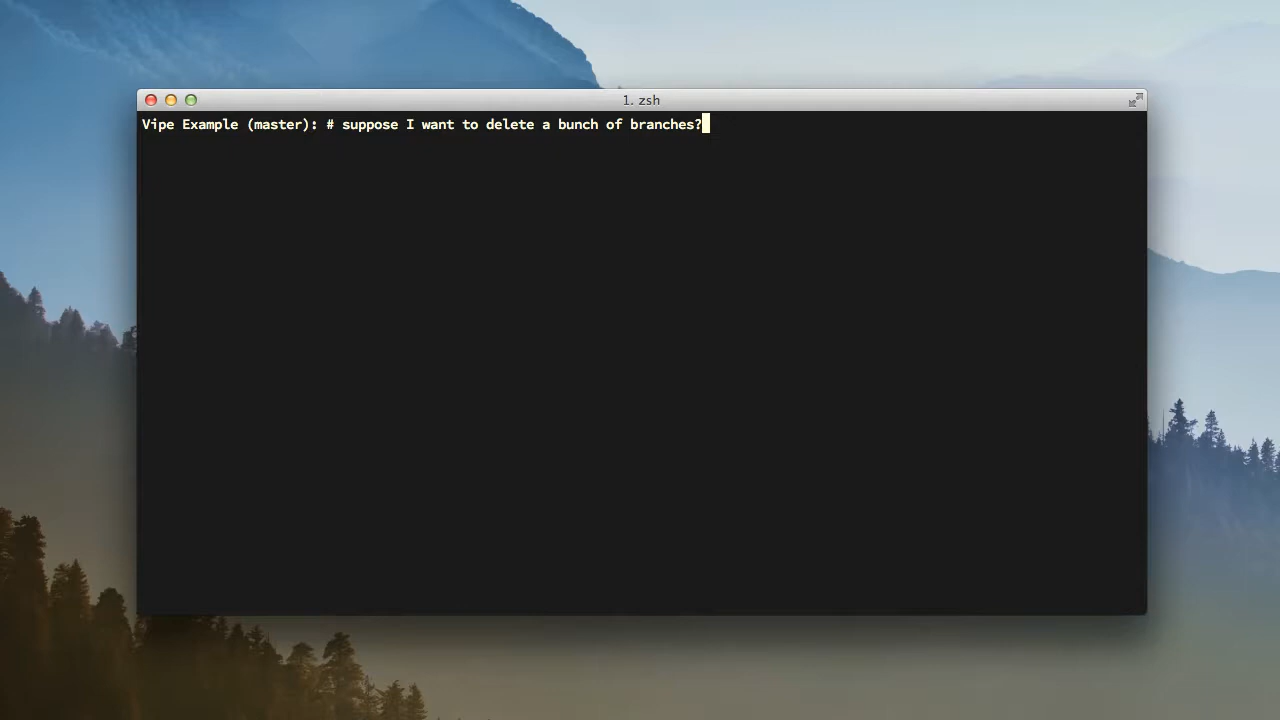 1. zsh
Vipe Example (master): # suppose I want to delete a bunch of branches?